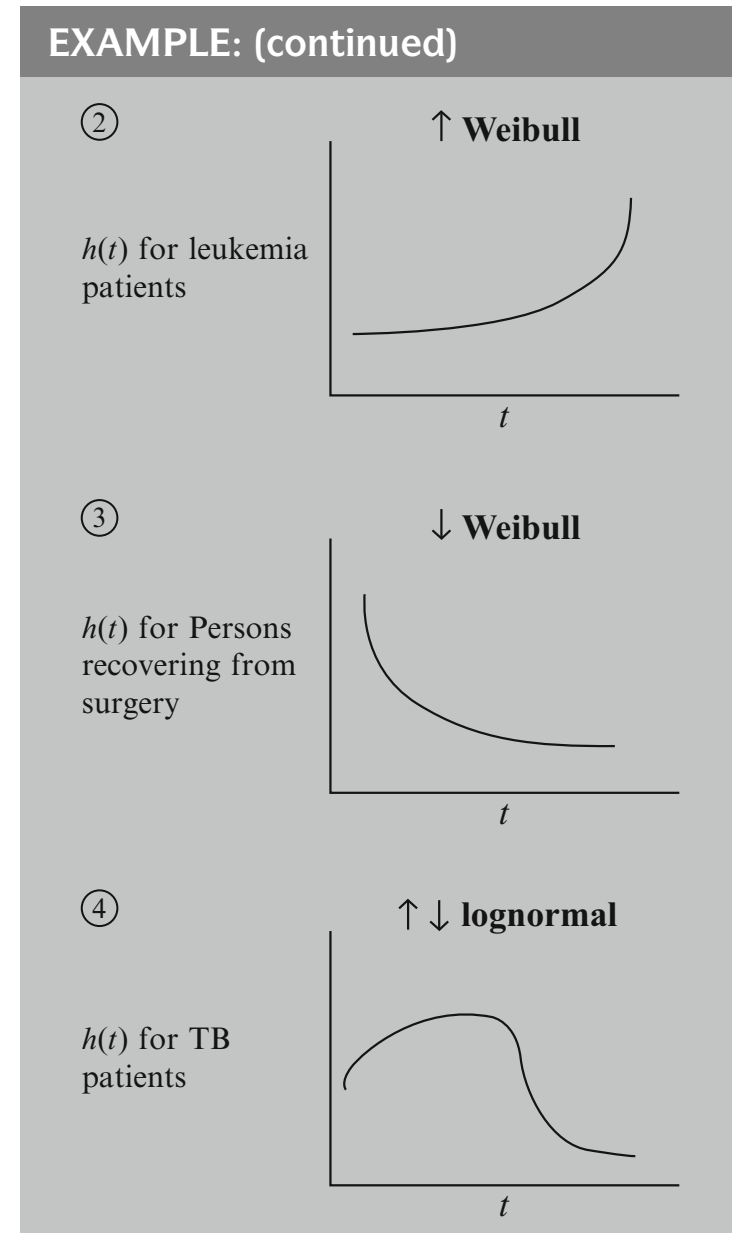 EXAMPLE: (continued)
②
↑ Weibull
h(t) for leukemia
patients
t
③
↓ Weibull
h(t) for Persons
recovering from
surgery
t
④
↑ ↓ lognormal
h(t) for TB
patients
t